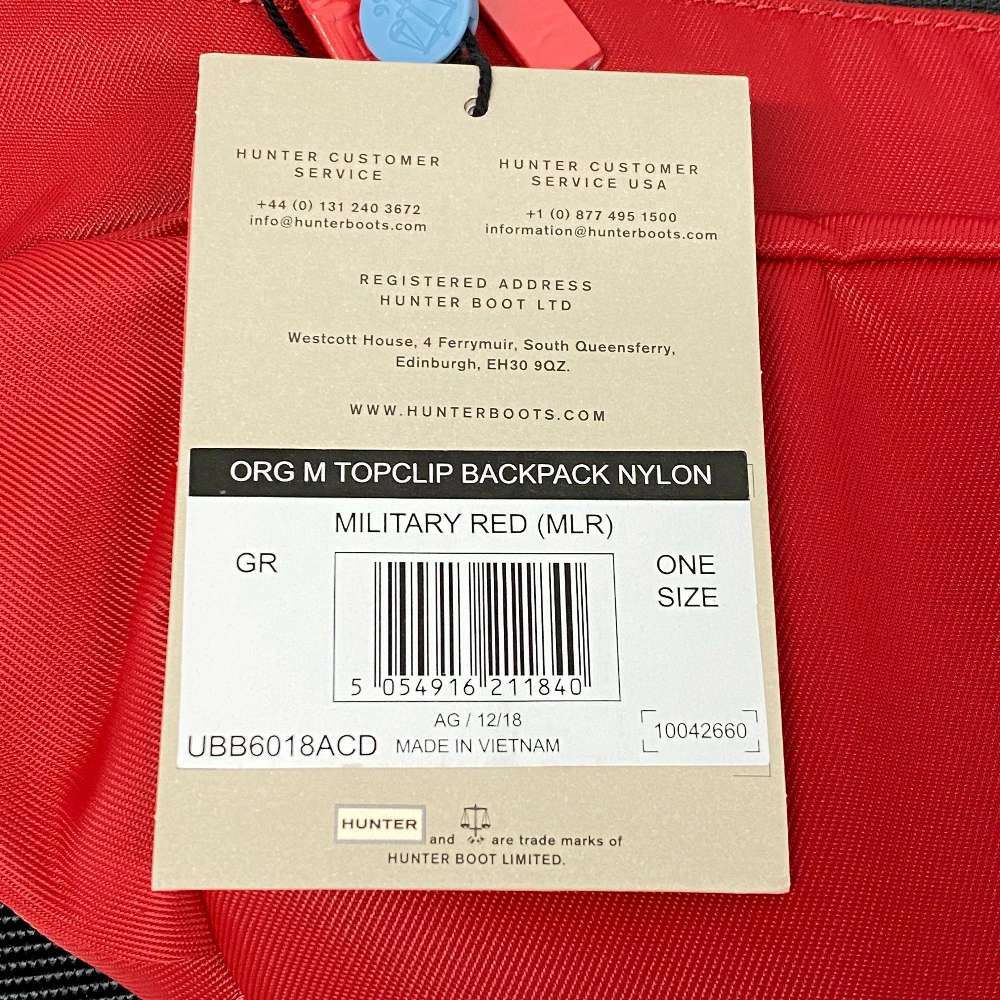 HUNTER CUSTOMER
SERVICE
+44 (0) 131 240 3672
info@hunterboots.com
HUNTER CUSTOMER
SERVICE USA
+1 (0) 877 495 1500
information@hunterboots.com
REGISTERED ADDRESS
HUNTER BOOT LTD
Westcott House, 4 Ferrymuir, South Queensferry,
Edinburgh, EH30 9QZ.
WWW.HUNTERBOOTS.COM
ORG M TOPCLIP BACKPACK NYLON
MILITARY RED (MLR)
GR
ONE
SIZE
5 054916 211840
AG / 12/18
UBB6018ACD MADE IN VIETNAM
10042660
HUNTER and are trade marks of
HUNTER BOOT LIMITED.